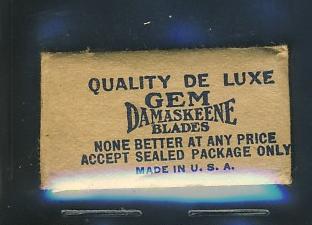 QUALITY DE LUXE
GEM
DAMASKEENE
BLADES
NONE BETTER AT ANY PRICE
ACCEPT SEALED PACKAGE ONLY
MADE IN U. S. A.